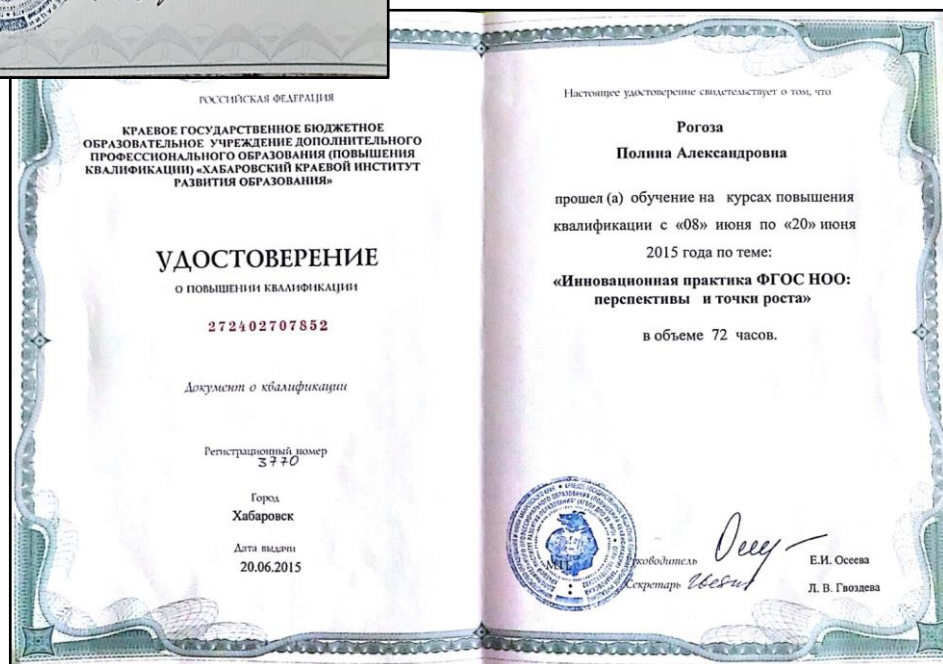 РОССИЙСКАЯ ФЕДЕРАЦИЯ
КРАЕВОЕ ГОСУДАРСТВЕННОЕ БЮДЖЕТНОЕ
ОБРАЗОВАТЕЛЬНОЕ УЧРЕЖДЕНИЕ ДОПОЛНИТЕЛЬНОГО
ПРОФЕССИОНАЛЬНОГО ОБРАЗОВАНИЯ (ПОВЫШЕНИЯ
КВАЛИФИКАЦИИ) «ХАБАРОВСКИЙ КРАЕВОЙ ИНСТИТУТ
РАЗВИТИЯ ОБРАЗОВАНИЯ»
УДОСТОВЕРЕНИЕ
О ПОВЫШЕНИИ КВАЛИФИКАЦИИ
272402707852
Документ о квалификации
Регистрационный номер
3770
Город
Хабаровск
Дата выдачи
20.06.2015
Настоящее удостоверение свидетельствует о том, что
Рогоза
Полина Александровна
прошел (а) обучение на курсах повышения
квалификации с «08» июня по «20» июня
2015 года по теме:
«Инновационная практика ФГОС НОО:
перспективы и точки роста»
в объеме 72 часов.
Руководитель Е.И. Осеева
Секретарь Л. В. Гвоздева